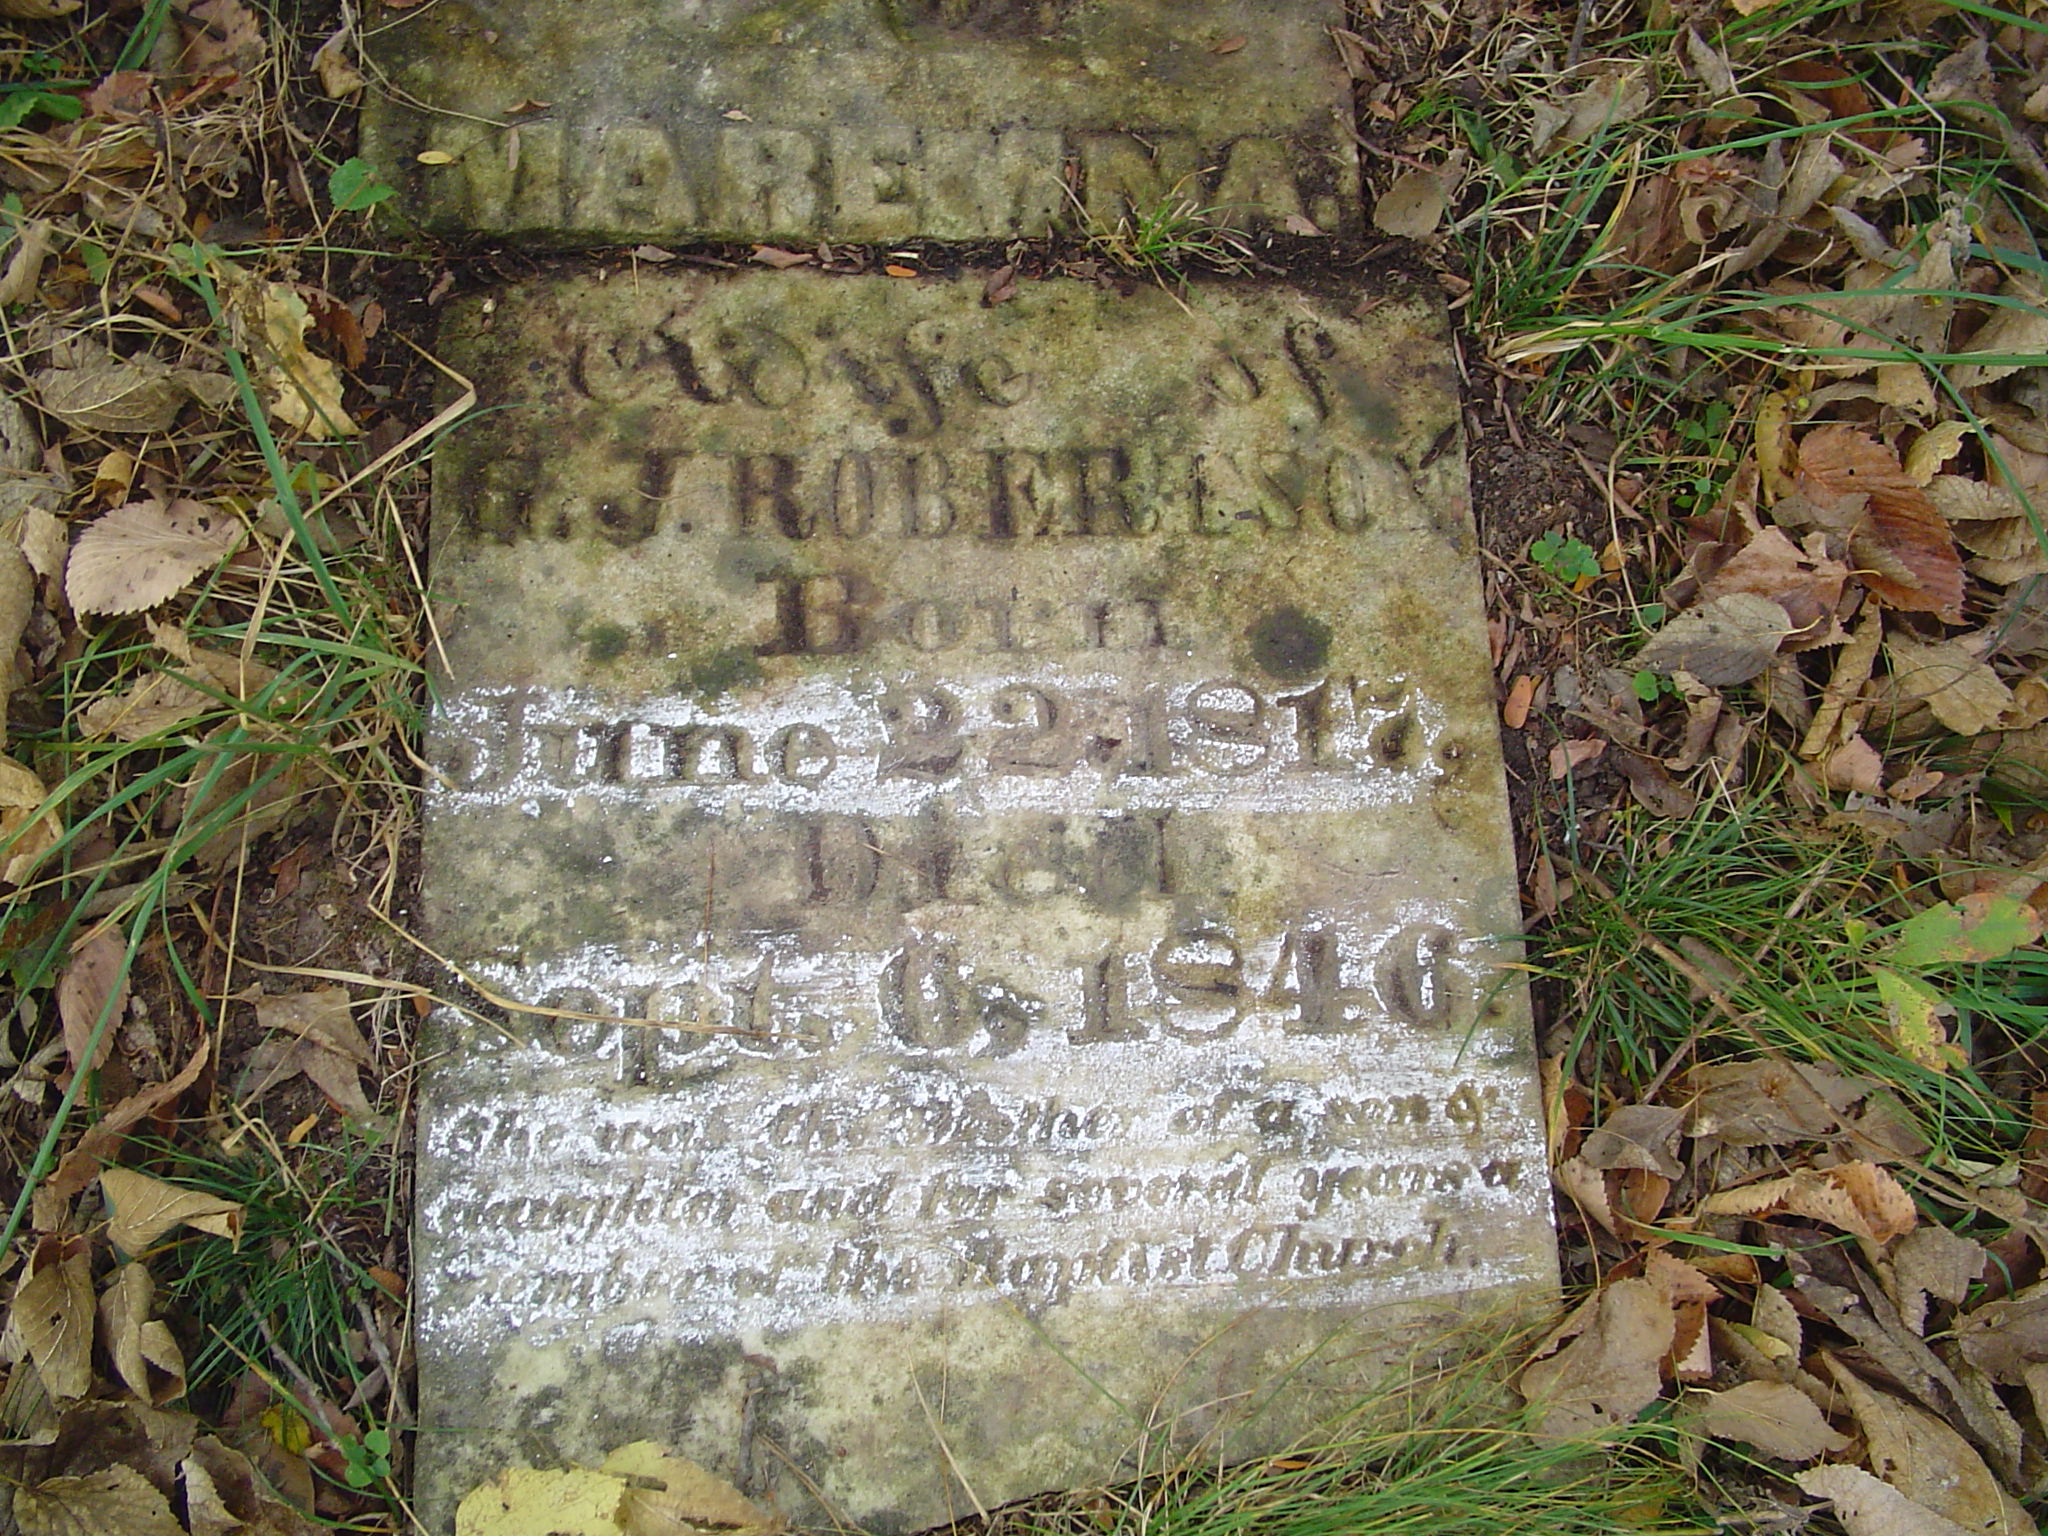 Wife of
H. J. ROBERTSON
Born
June 22, 1817,
Died
Sept. 6, 1846.
She was the Mother of a son &
daughter and for several years a
member of the Baptist Church.